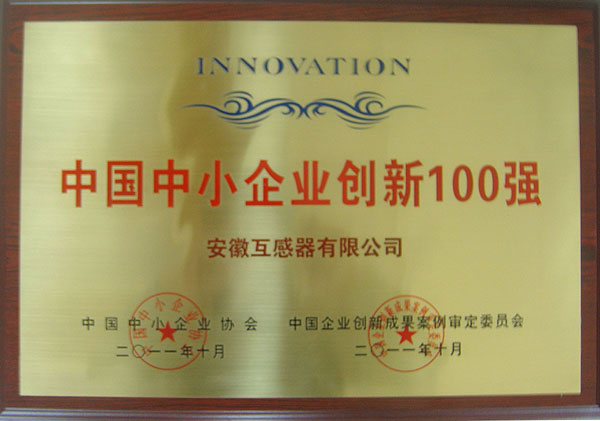 INNOVATION
中国中小企业创新100强
安徽互感器有限公司
中国中小企业协会 中国企业创新成果案例审定委员会
二〇一一年十月 二〇一一年十月